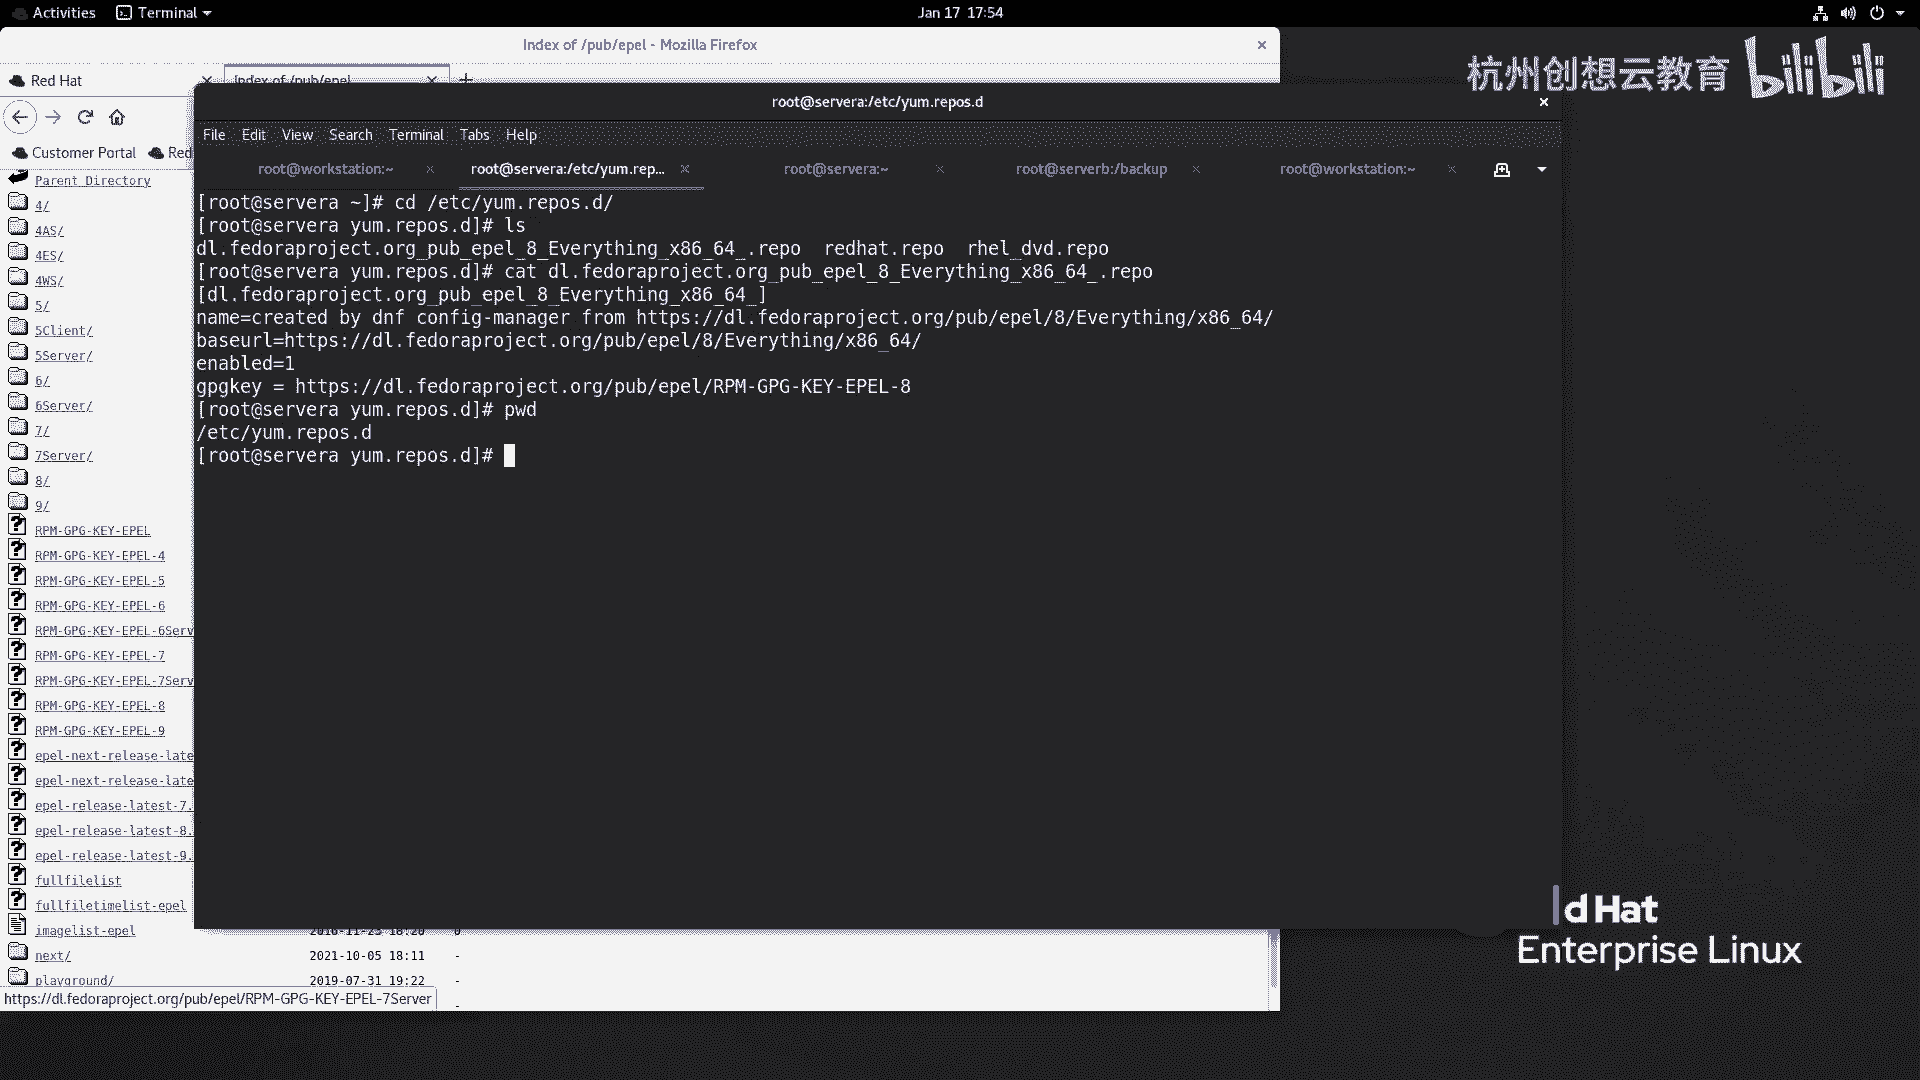 Activities
Terminal
Jan 17 17:54
Index of /pub/epel - Mozilla Firefox
Red Hat
Index of /pub/epel
杭州创想云教育 bilibili
root@servera:/etc/yum.repos.d
File Edit View Search Terminal Tabs Help
Customer Portal
Red
root@workstation:~
root@servera:/etc/yum.rep...
root@servera:~
root@serverb:/backup
root@workstation:~
[root@servera ~]# cd /etc/yum.repos.d/
[root@servera yum.repos.d]# ls
dl.fedoraproject.org_pub_epel_8_Everything_x86_64_.repo  redhat.repo  rhel_dvd.repo
[root@servera yum.repos.d]# cat dl.fedoraproject.org_pub_epel_8_Everything_x86_64_.repo
[dl.fedoraproject.org_pub_epel_8_Everything_x86_64_]
name=created by dnf config-manager from https://dl.fedoraproject.org/pub/epel/8/Everything/x86_64/
baseurl=https://dl.fedoraproject.org/pub/epel/8/Everything/x86_64/
enabled=1
gpgkey = https://dl.fedoraproject.org/pub/epel/RPM-GPG-KEY-EPEL-8
[root@servera yum.repos.d]# pwd
/etc/yum.repos.d
[root@servera yum.repos.d]#
Parent Directory
4/
4AS/
4ES/
4WS/
5/
5Client/
5Server/
6/
6Server/
7/
7Server/
8/
9/
RPM-GPG-KEY-EPEL
RPM-GPG-KEY-EPEL-4
RPM-GPG-KEY-EPEL-5
RPM-GPG-KEY-EPEL-6
RPM-GPG-KEY-EPEL-6Serv
RPM-GPG-KEY-EPEL-7
RPM-GPG-KEY-EPEL-7Serv
RPM-GPG-KEY-EPEL-8
RPM-GPG-KEY-EPEL-9
epel-next-release-late
epel-next-release-late
epel-release-latest-7.
epel-release-latest-8.
epel-release-latest-9.
fullfilelist
fullfiletimelist-epel
imagelist-epel 2016-11-23 18:20 0
next/ 2021-10-05 18:11 -
playground/ 2019-07-31 19:22 -
https://dl.fedoraproject.org/pub/epel/RPM-GPG-KEY-EPEL-7Server
-
d Hat
Enterprise Linux